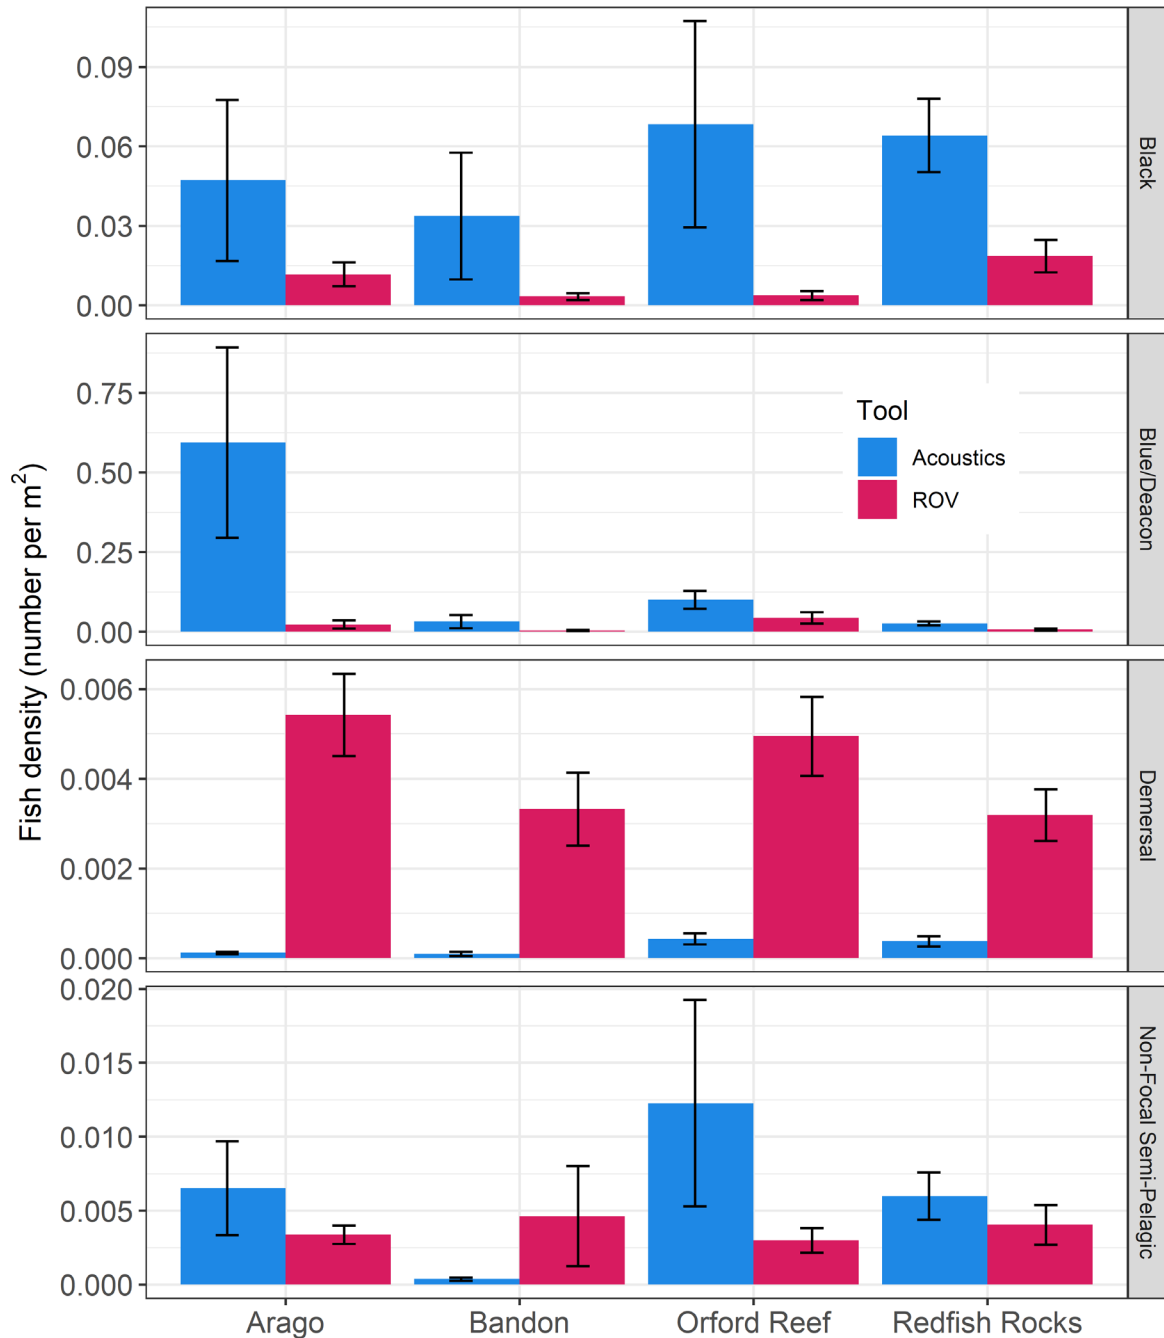 Fish density (number per m²)
0.09
0.06
0.03
0.00
Black
0.75
0.50
0.25
0.00
Blue/Deacon
Tool
Acoustics
ROV
0.006
0.004
0.002
0.000
Demersal
0.020
0.015
0.010
0.005
0.000
Non-Focal Semi-Pelagic
Arago Bandon Orford Reef Redfish Rocks